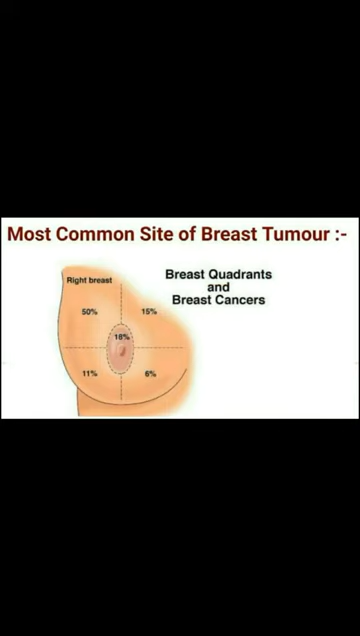 Most Common Site of Breast Tumour :-
Breast Quadrants
and
Breast Cancers
Right breast
50%
15%
18%
11%
6%